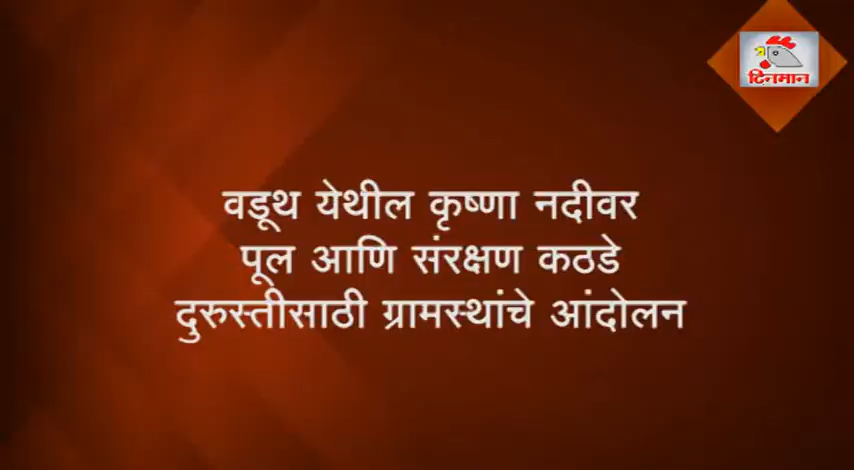 टिनमान
वडूथ येथील कृष्णा नदीवर
पूल आणि संरक्षण कठडे
दुरुस्तीसाठी ग्रामस्थांचे आंदोलन